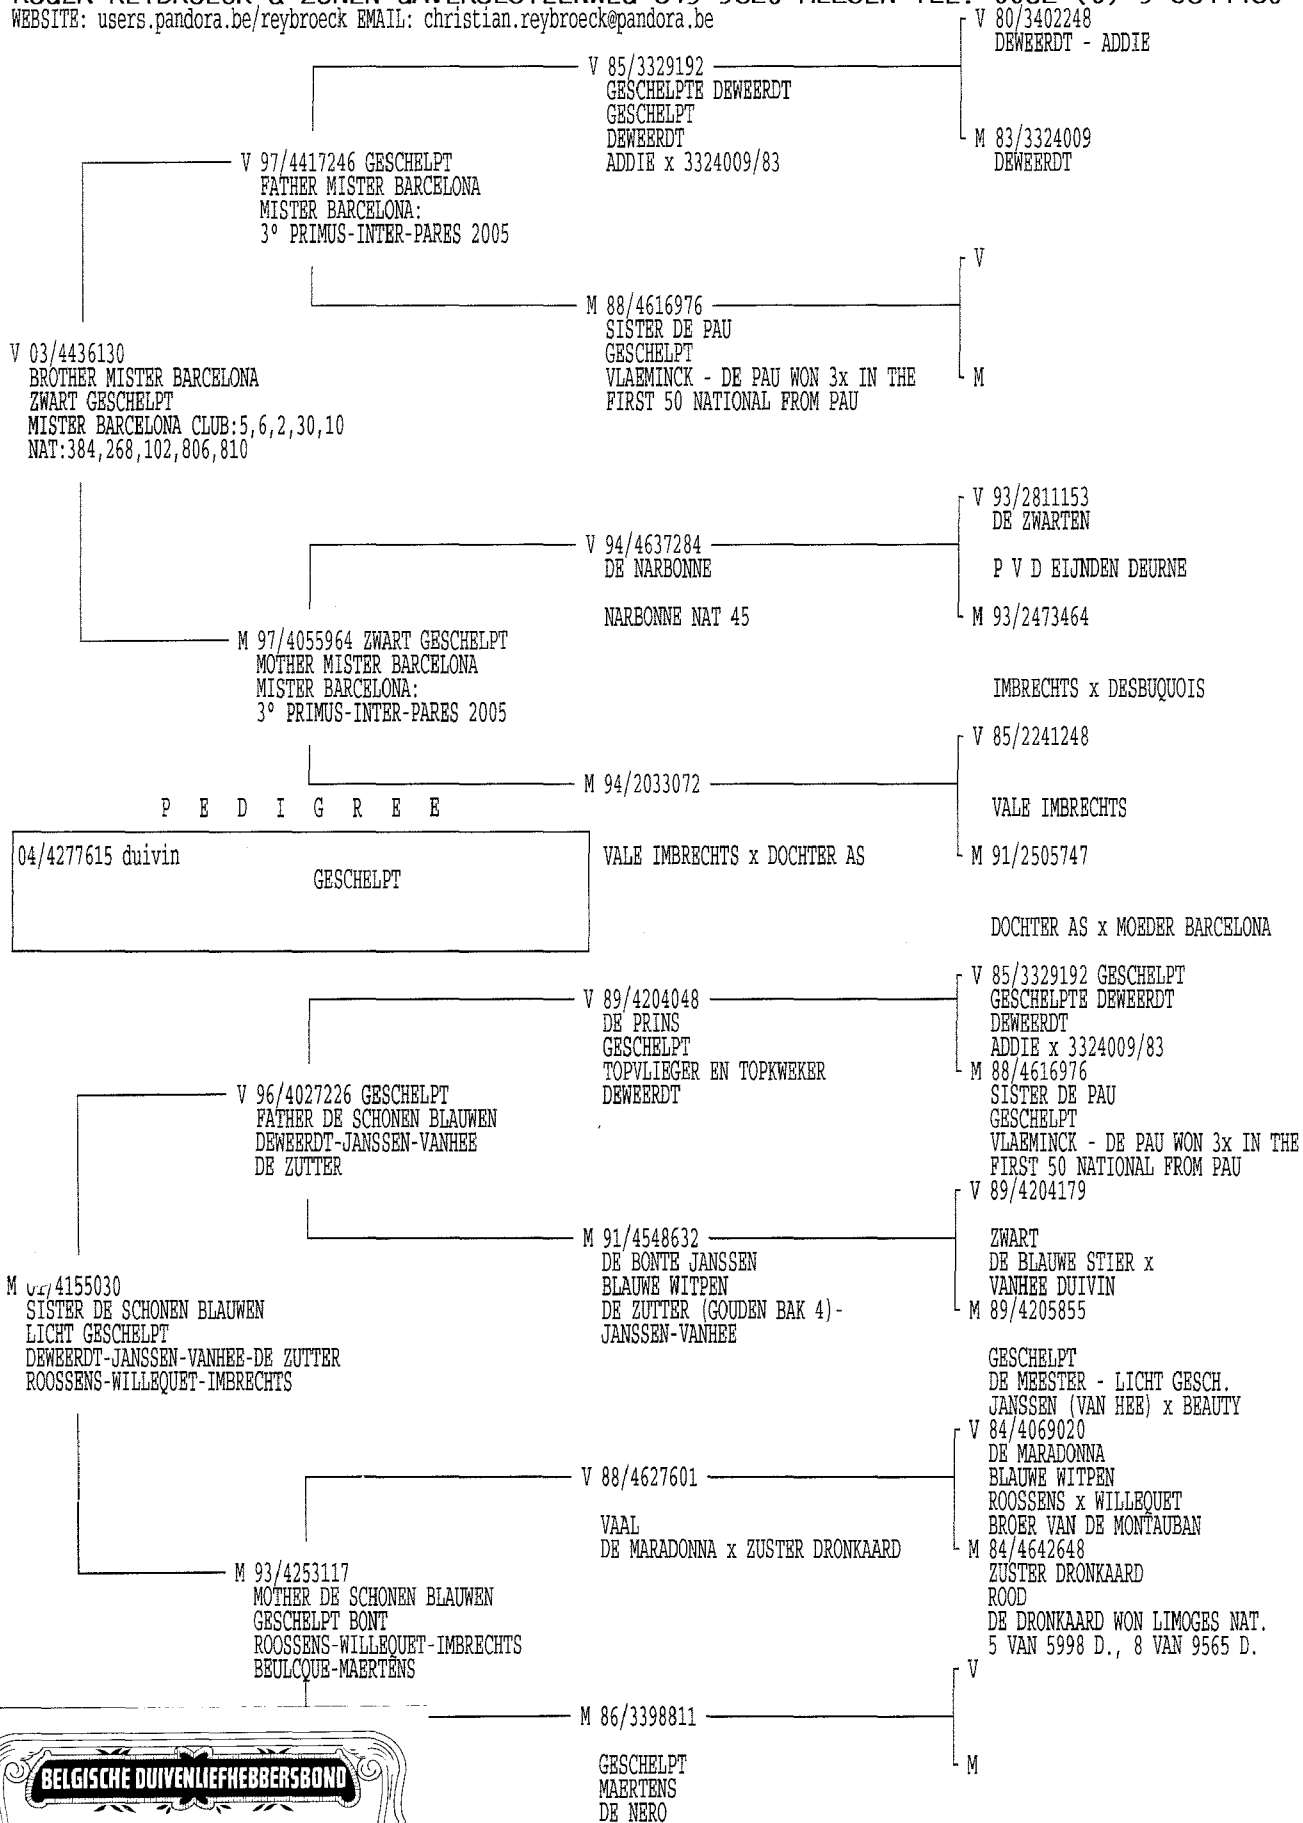 WEBSITE: users.pandora.be/reybroeck EMAIL: christian.reybroeck@pandora.be
V 80/3402248
DEWEERDT - ADDIE
V 85/3329192
GESCHELPTE DEWEERDT
GESCHELPT
DEWEERDT
ADDIE x 3324009/83
M 83/3324009
DEWEERDT
V 97/4417246 GESCHELPT
FATHER MISTER BARCELONA
MISTER BARCELONA:
3° PRIMUS-INTER-PARES 2005
V
M 88/4616976
SISTER DE PAU
GESCHELPT
VLAEMINCK - DE PAU WON 3x IN THE
FIRST 50 NATIONAL FROM PAU
M
V 03/4436130
BROTHER MISTER BARCELONA
ZWART GESCHELPT
MISTER BARCELONA CLUB:5,6,2,30,10
NAT:384,268,102,806,810
V 93/2811153
DE ZWARTEN
P V D EIJNDEN DEURNE
V 94/4637284
DE NARBONNE
NARBONNE NAT 45
M 93/2473464
IMBRECHTS x DESBUQUOIS
M 97/4055964 ZWART GESCHELPT
MOTHER MISTER BARCELONA
MISTER BARCELONA:
3° PRIMUS-INTER-PARES 2005
V 85/2241248
VALE IMBRECHTS
M 94/2033072
VALE IMBRECHTS x DOCHTER AS
M 91/2505747
DOCHTER AS x MOEDER BARCELONA
P E D I G R E E
04/4277615 duivin
GESCHELPT
V 85/3329192 GESCHELPT
GESCHELPTE DEWEERDT
DEWEERDT
ADDIE x 3324009/83
V 89/4204048
DE PRINS
GESCHELPT
TOPVLIEGER EN TOPKWEKER
DEWEERDT
M 88/4616976
SISTER DE PAU
GESCHELPT
VLAEMINCK - DE PAU WON 3x IN THE
FIRST 50 NATIONAL FROM PAU
V 96/4027226 GESCHELPT
FATHER DE SCHONEN BLAUWEN
DEWEERDT-JANSSEN-VANHEE
DE ZUTTER
V 89/4204179
ZWART
DE BLAUWE STIER x
VANHEE DUIVIN
M 91/4548632
DE BONTE JANSSEN
BLAUWE WITPEN
DE ZUTTER (GOUDEN BAK 4)-
JANSSEN-VANHEE
M 89/4205855
GESCHELPT
DE MEESTER - LICHT GESCH.
JANSSEN (VAN HEE) x BEAUTY
M /4155030
SISTER DE SCHONEN BLAUWEN
LICHT GESCHELPT
DEWEERDT-JANSSEN-VANHEE-DE ZUTTER
ROOSSENS-WILLEQUET-IMBRECHTS
V 84/4069020
DE MARADONNA
BLAUWE WITPEN
ROOSSENS x WILLEQUET
BROER VAN DE MONTAUBAN
V 88/4627601
VAAL
DE MARADONNA x ZUSTER DRONKAARD
M 84/4642648
ZUSTER DRONKAARD
ROOD
DE DRONKAARD WON LIMOGES NAT.
5 VAN 5998 D., 8 VAN 9565 D.
M 93/4253117
MOTHER DE SCHONEN BLAUWEN
GESCHELPT BONT
ROOSSENS-WILLEQUET-IMBRECHTS
BEULCQUE-MAERTENS
V
M 86/3398811
GESCHELPT
MAERTENS
DE NERO
M
BELGISCHE DUIVENLIEFHEBBERSBOND